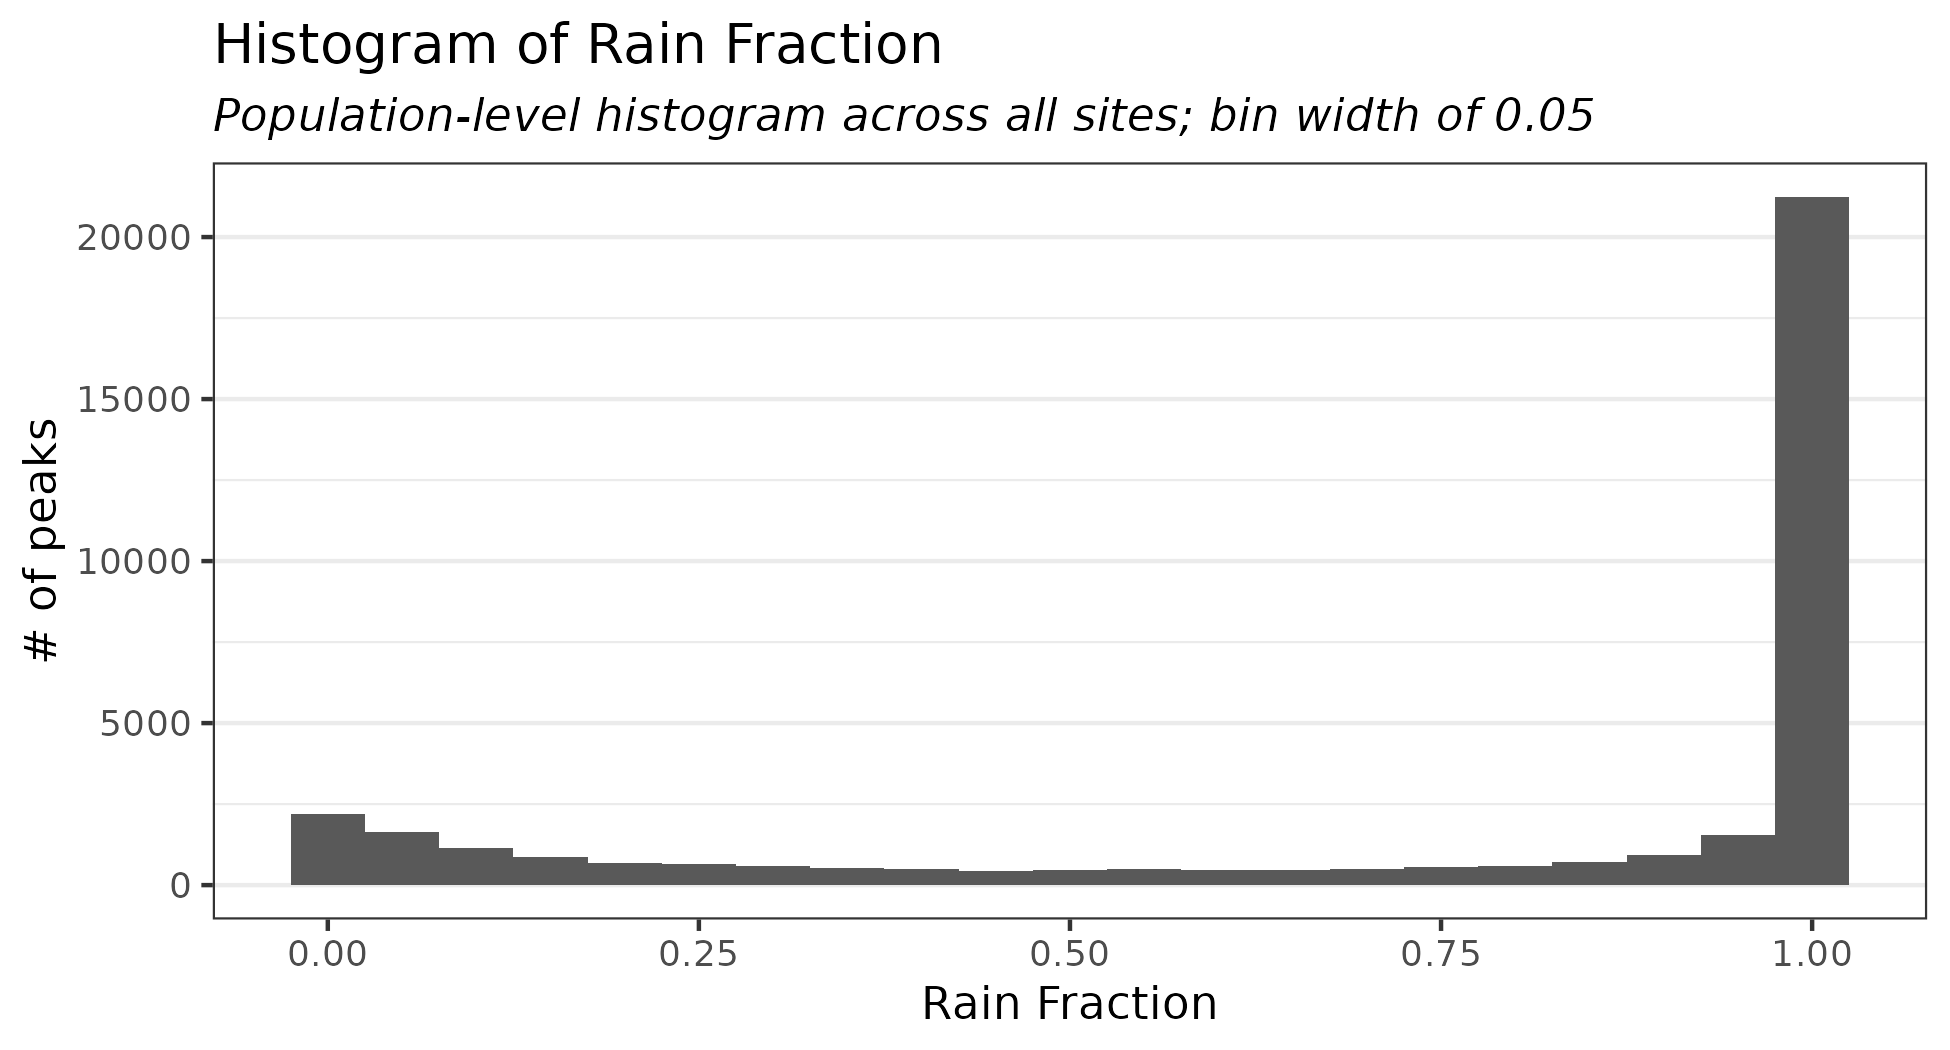 Histogram of Rain Fraction
Population-level histogram across all sites; bin width of 0.05
# of peaks
20000
15000
10000
5000
0
0.00 0.25 0.50 0.75 1.00
Rain Fraction